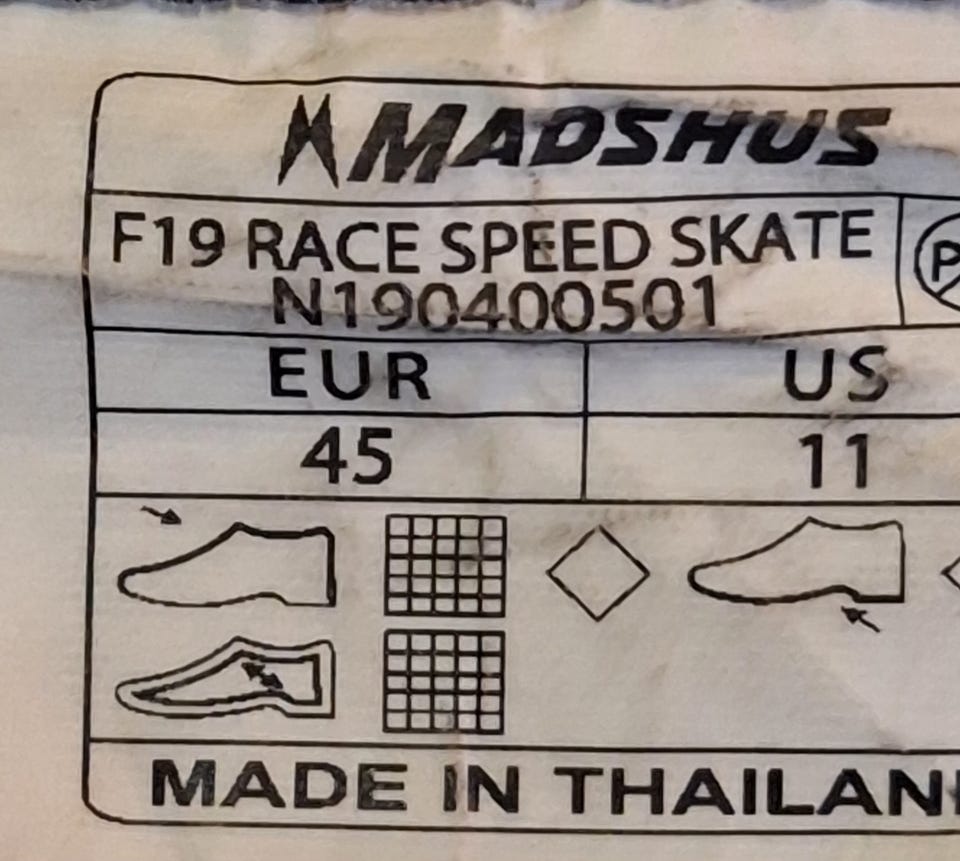 MADSHUS
F19 RACE SPEED SKATE
N190400501
P
EUR US
45 11
MADE IN THAILAN